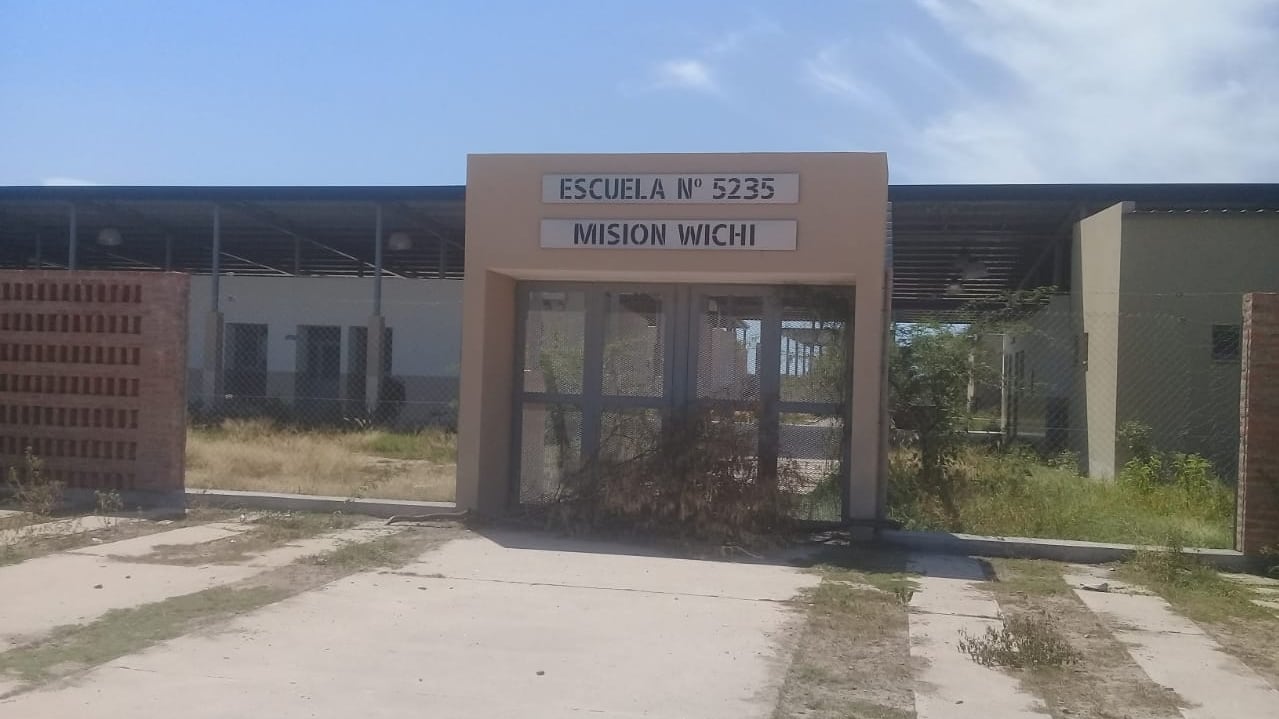 ESCUELA Nº 5235
MISION WICHI